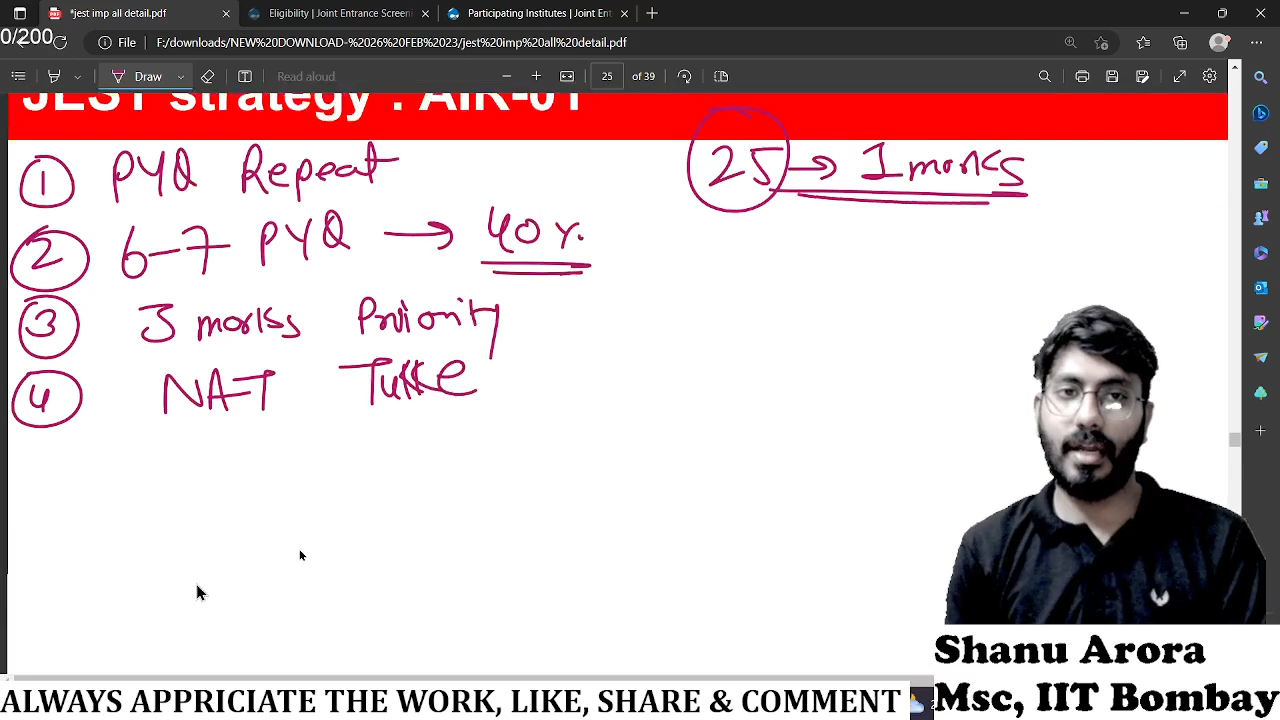 *jest imp all detail.pdf
Eligibility | Joint Entrance Screeni
Participating Institutes | Joint Ent
0/200
File
F:/downloads/NEW%20DOWNLOAD-%2026%20FEB%2023/jest%20imp%20all%20detail.pdf
Draw
Read aloud
25
of 39
JEST strategy : AIR-01
1 PYQ Repeat
25 → 1 marks
2 6-7 PYQ → 40 %.
3 3 marks Priority
4 NAT Tukke
Shanu Arora
Msc, IIT Bombay
ALWAYS APPRICIATE THE WORK, LIKE, SHARE & COMMENT